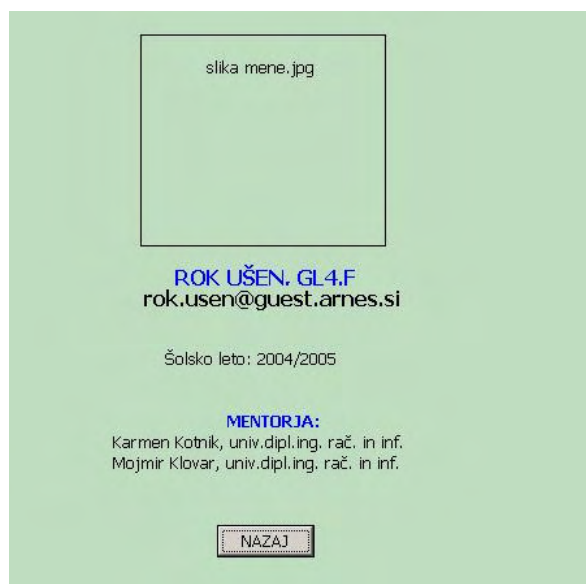 slika mene.jpg
ROK UŠEN, GL4.F
rok.usen@guest.arnes.si
Šolsko leto: 2004/2005
MENTORJA:
Karmen Kotnik, univ.dipl.ing. rač. in inf.
Mojmir Klovar, univ.dipl.ing. rač. in inf.
NAZAJ